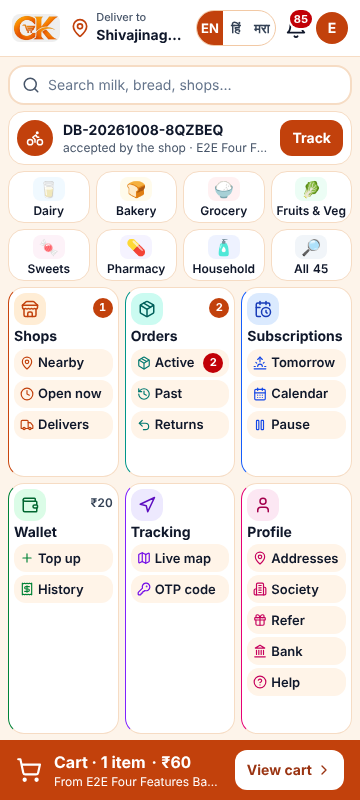 GK
Deliver to
Shivajinag...
EN हिं मरा
85
E
Search milk, bread, shops...
DB-20261008-8QZBEQ
accepted by the shop · E2E Four F...
Track
Dairy
Bakery
Grocery
Fruits & Veg
Sweets
Pharmacy
Household
All 45
1
Shops
Nearby
Open now
Delivers
2
Orders
Active 2
Past
Returns
Subscriptions
Tomorrow
Calendar
Pause
₹20
Wallet
Top up
History
Tracking
Live map
OTP code
Profile
Addresses
Society
Refer
Bank
Help
Cart · 1 item · ₹60
From E2E Four Features Ba...
View cart